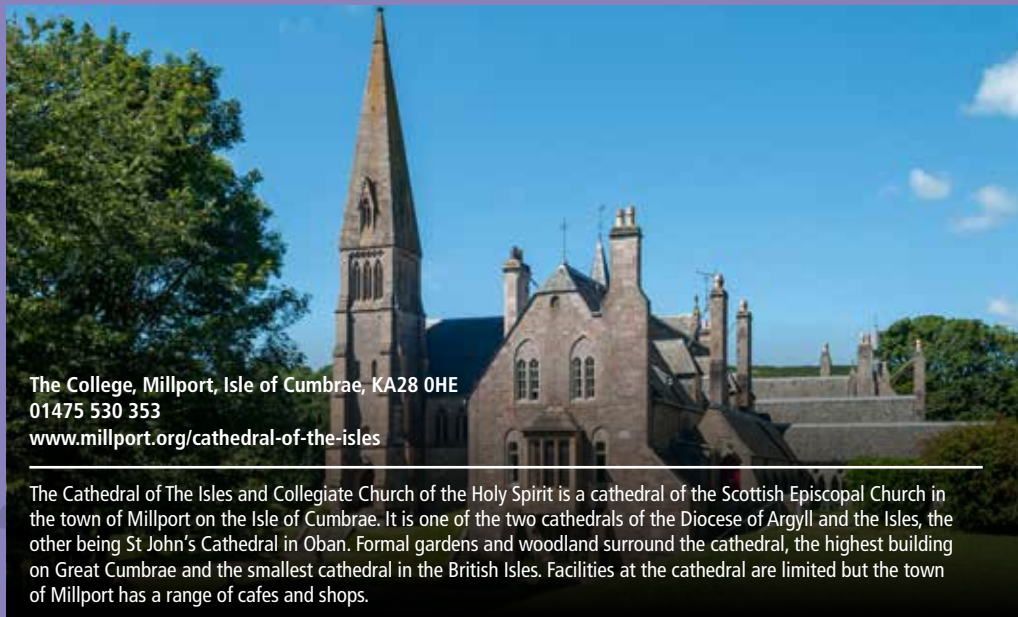 The College, Millport, Isle of Cumbrae, KA28 0HE
01475 530 353
www.millport.org/cathedral-of-the-isles
The Cathedral of The Isles and Collegiate Church of the Holy Spirit is a cathedral of the Scottish Episcopal Church in
the town of Millport on the Isle of Cumbrae. It is one of the two cathedrals of the Diocese of Argyll and the Isles, the
other being St John’s Cathedral in Oban. Formal gardens and woodland surround the cathedral, the highest building
on Great Cumbrae and the smallest cathedral in the British Isles. Facilities at the cathedral are limited but the town
of Millport has a range of cafes and shops.